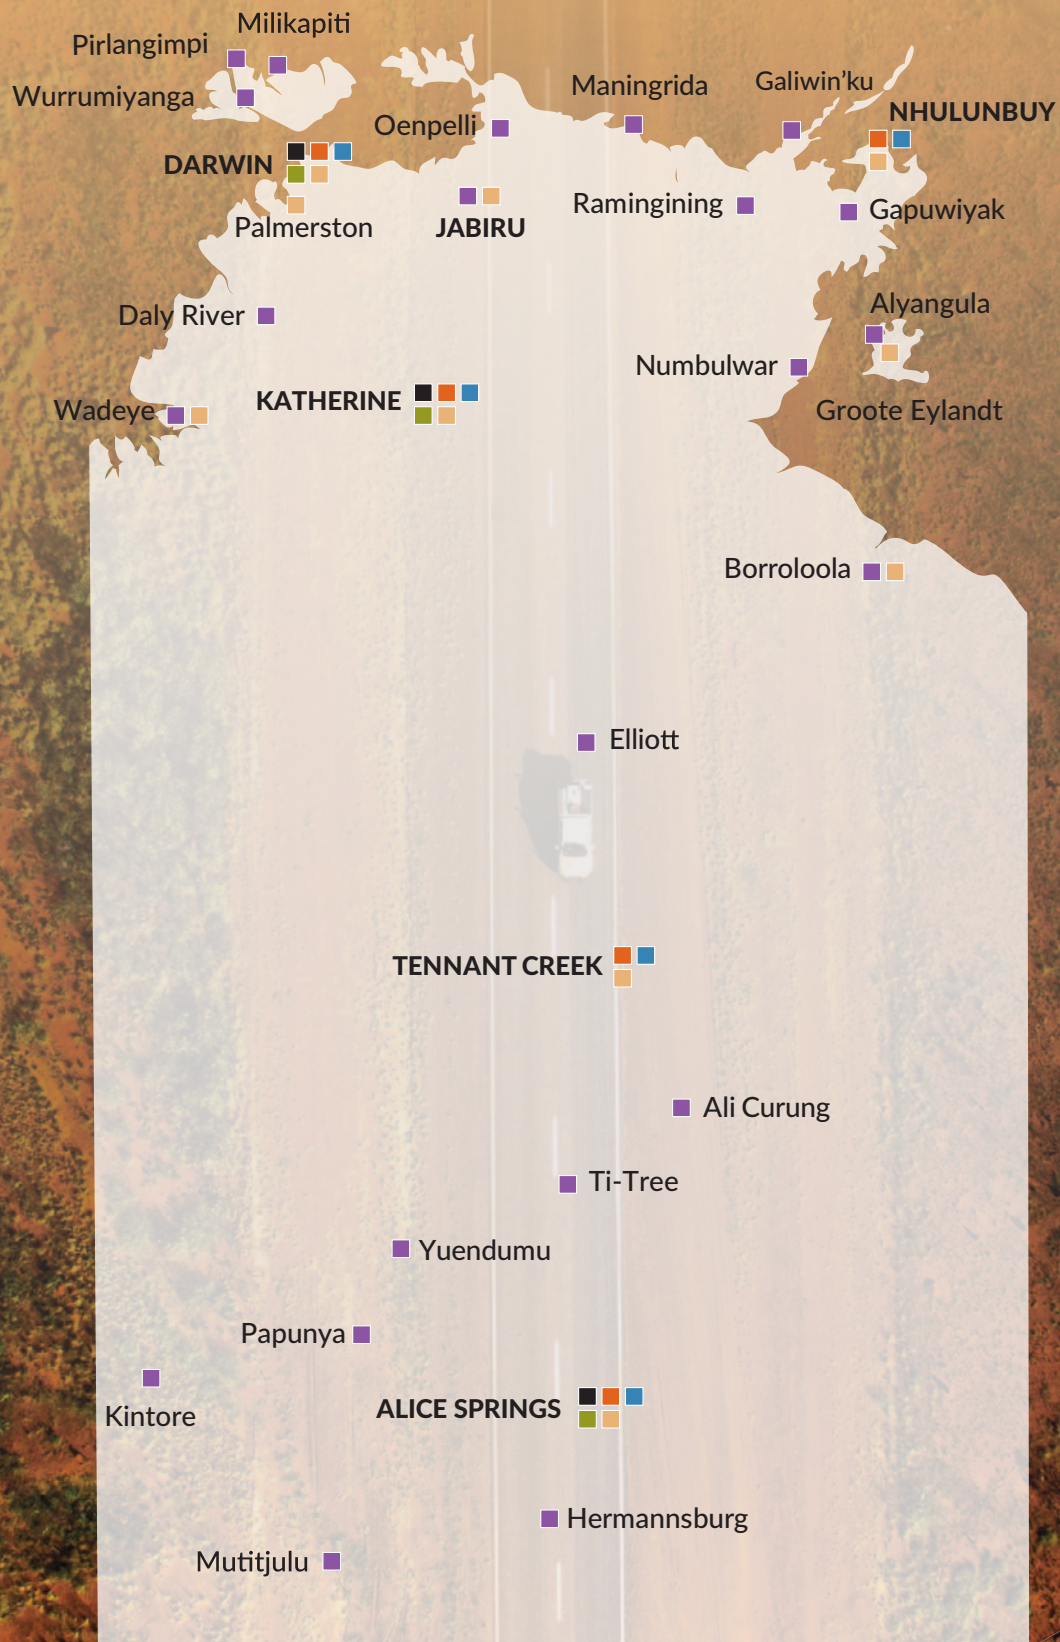 Milikapiti
Pirlangimpi
Wurrumiyanga
Maningrida
Galiwin’ku
NHULUNBUY
Oenpelli
DARWIN
Ramingining
Gapuwiyak
Palmerston
JABIRU
Alyangula
Daly River
Numbulwar
KATHERINE
Wadeye
Groote Eylandt
Borroloola
Elliott
TENNANT CREEK
Ali Curung
Ti-Tree
Yuendumu
Papunya
Kintore
ALICE SPRINGS
Hermannsburg
Mutitjulu